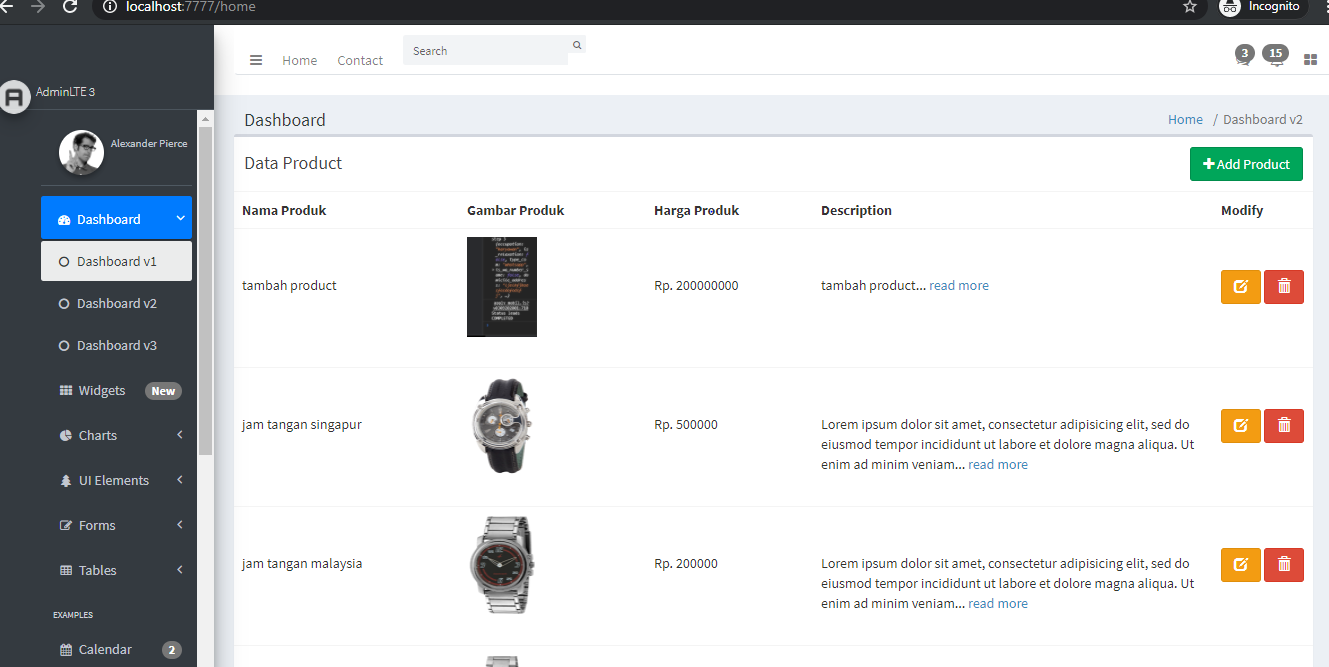 localhost:7777/home
Incognito
Home Contact Search 3 15
AdminLTE 3
Alexander Pierce
Dashboard
Dashboard v1
Dashboard v2
Dashboard v3
Widgets New
Charts
UI Elements
Forms
Tables
EXAMPLES
Calendar 2
Dashboard
Home / Dashboard v2
Data Product
Add Product
Nama Produk Gambar Produk Harga Produk Description Modify
tambah product Rp. 200000000 tambah product... read more
jam tangan singapur Rp. 500000
Lorem ipsum dolor sit amet, consectetur adipisicing elit, sed do
eiusmod tempor incididunt ut labore et dolore magna aliqua. Ut
enim ad minim veniam... read more
jam tangan malaysia Rp. 200000
Lorem ipsum dolor sit amet, consectetur adipisicing elit, sed do
eiusmod tempor incididunt ut labore et dolore magna aliqua. Ut
enim ad minim veniam... read more